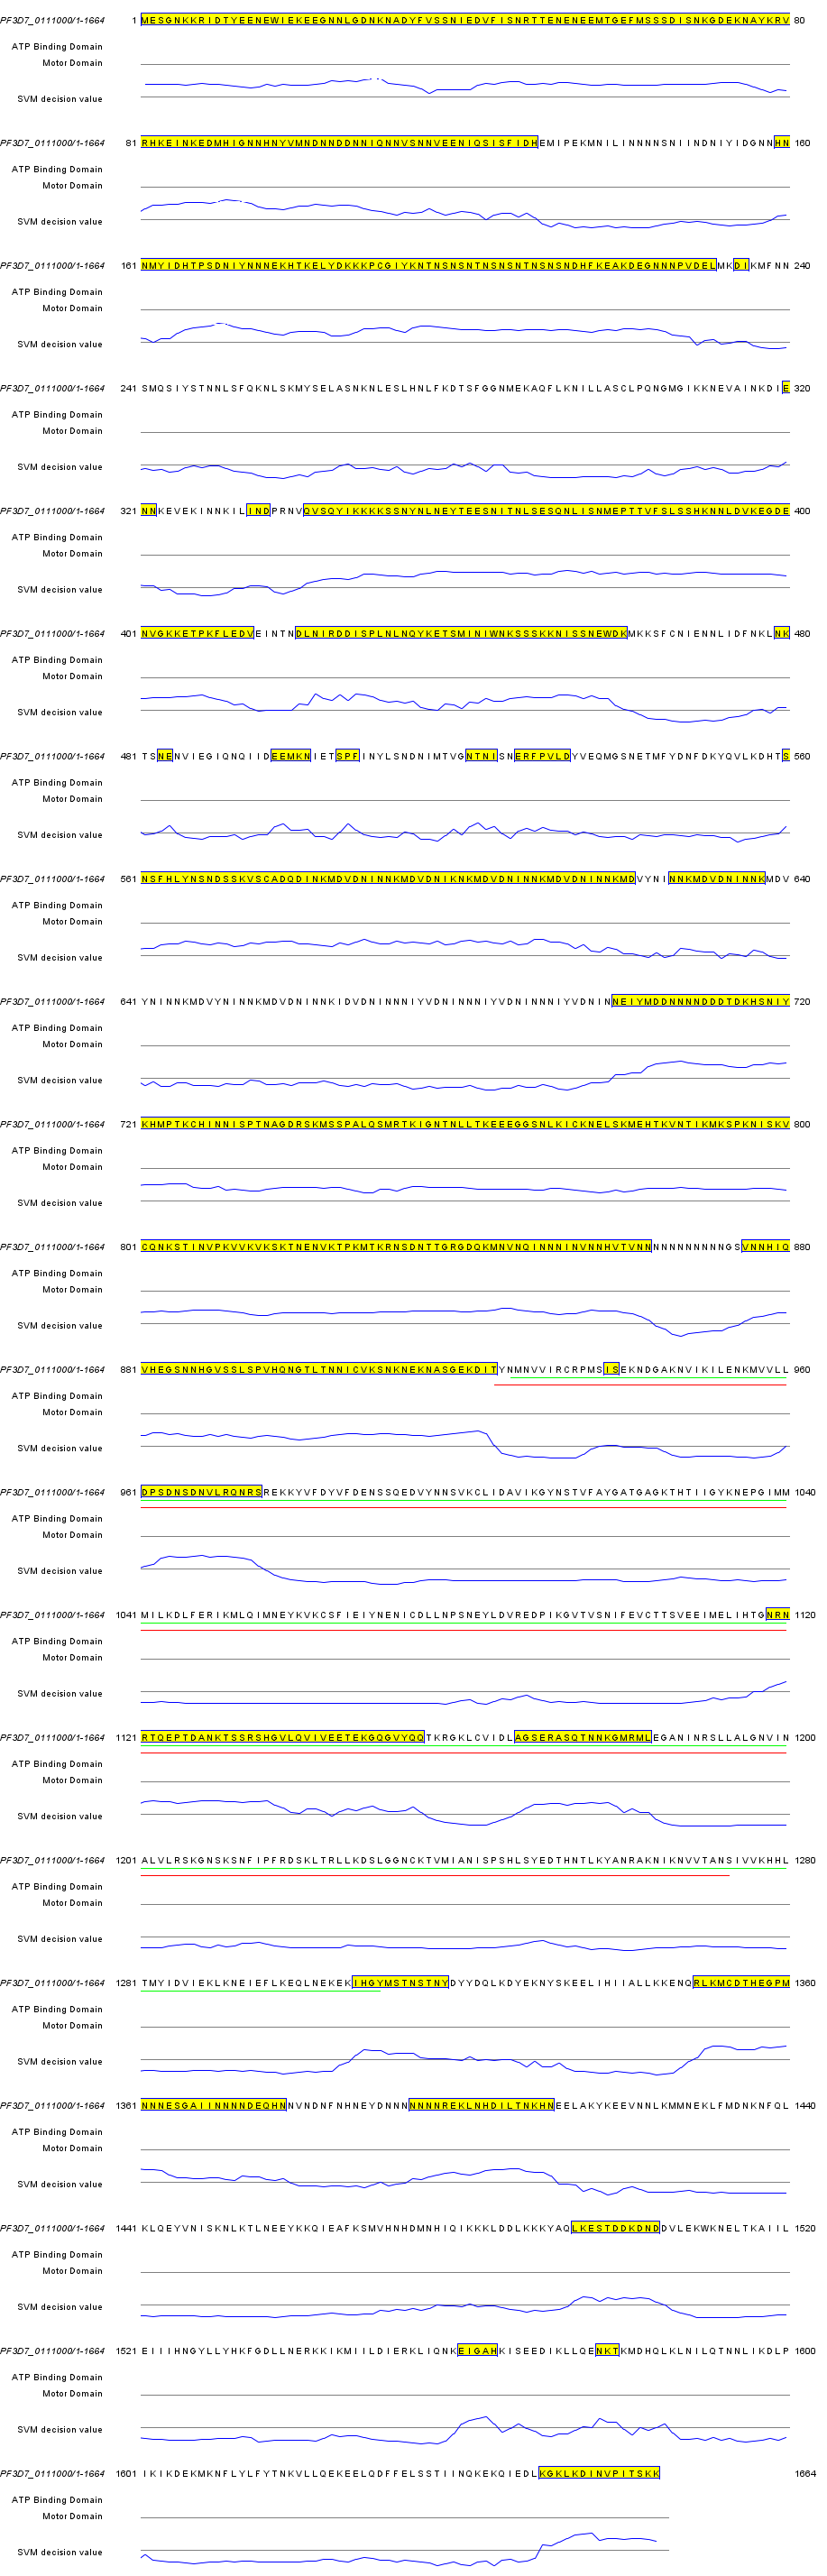 PF3D7_0111000/1-1664 1 MESGNKKRIDTYEENEWIEKEEGNNLGDNKNADYFVSSNIEDVFISNRTTENENEEMTGEFMSSSDISNKGDEKNAYKRV 80
ATP Binding Domain
Motor Domain
SVM decision value
PF3D7_0111000/1-1664 81 RHKEINKEDMHIGNNHNYVMNDNNDDNNIQNNVSNNVEENIQSISFIDHEMIPEKMNILINNNNSNIINDNIYIDGNNHN 160
ATP Binding Domain
Motor Domain
SVM decision value
PF3D7_0111000/1-1664 161 NMYIDHTPSDNIYNNNEKHTKELYDKKKPCGIYKNTNSNSNTNSNSNTNSNSNDHFKEAKDEGNNNPVDELMKDIKMFNN 240
ATP Binding Domain
Motor Domain
SVM decision value
PF3D7_0111000/1-1664 241 SMQSIYSTNNLSFQKNLSKMYSELASNKNLESLHNLFKDTSFGGNMEKAQFLKNILLASCLPQNGMGIKKNEVAINKDIE 320
ATP Binding Domain
Motor Domain
SVM decision value
PF3D7_0111000/1-1664 321 NNKEVEKINNKILINDPRNVQVSQYIKKKKSSNYNLNEYTEESNITNLSESQNLISNMEPTTVFSLSSHKNNLDVKEGDE 400
ATP Binding Domain
Motor Domain
SVM decision value
PF3D7_0111000/1-1664 401 NVGKKETPKFLEDVEINTNDLNIRDDISPLNLNQYKETSMINIWNKSSSKKNISSNEWDKMKKSFCNIENNLIDFNKLNK 480
ATP Binding Domain
Motor Domain
SVM decision value
PF3D7_0111000/1-1664 481 TSNENVIEGIQNQIIDEEMKNIETSPFINYLSNDNIMTVGNTNISNERFPVLDYVEQMGSNETMFYDNFDKYQVLKDHTS 560
ATP Binding Domain
Motor Domain
SVM decision value
PF3D7_0111000/1-1664 561 NSFHLYNSNDSSKVSCADQDINKMDVDNINNKMDVDNIKNKMDVDNINNKMDVDNINNKMDVYNINNKMDVDNINNKMDV 640
ATP Binding Domain
Motor Domain
SVM decision value
PF3D7_0111000/1-1664 641 YNINNKMDVYNINNKMDVDNINNKIDVDNINNNIYVDNINNNIYVDNINNNIYVDNINNEIYMDDNNNNDDDTDKHSNIY 720
ATP Binding Domain
Motor Domain
SVM decision value
PF3D7_0111000/1-1664 721 KHMPTKCHINNISPTNAGDRSKMSSPALQSMRTKIGNTNLLTKEEEGGSNLKICKNELSKMEHTKVNTIKMKSPKNISKV 800
ATP Binding Domain
Motor Domain
SVM decision value
PF3D7_0111000/1-1664 801 CQNKSTINVPKVVKVKSKTNENVKTPKMTKRNSDNTTGRGDQKMNVNQINNNINVNNHVTVNNNNNNNNNNNGSVNNHIQ 880
ATP Binding Domain
Motor Domain
SVM decision value
PF3D7_0111000/1-1664 881 VHEGSNNHGVSSLSPVHQNGTLTNNICVKSNKNEKNASGEKDITYNMNVVIRCRPMSISEKNDGAKNVIKILENKMVVLL 960
ATP Binding Domain
Motor Domain
SVM decision value
PF3D7_0111000/1-1664 961 DPSDNSDNVLRQNRSREKKYVFDYVFDENSSQEDVYNNSVKCLIDAVIKGYNSTVFAYGATGAGKTHTIIGYKNEPGIMM 1040
ATP Binding Domain
Motor Domain
SVM decision value
PF3D7_0111000/1-1664 1041 MILKDLFERIKMLQIMNEYKVKCSFIEIYNENICDLLNPSNEYLDVREDPIKGVTVSNIFEVCTTSVEEIMELIHTGNRN 1120
ATP Binding Domain
Motor Domain
SVM decision value
PF3D7_0111000/1-1664 1121 RTQEPTDANKTSSRSHGVLQVIVEETEKGQGVYQQTKRGKLCVIDLAGSERASQTNNKGMRMLEGANINRSLLALGNVIN 1200
ATP Binding Domain
Motor Domain
SVM decision value
PF3D7_0111000/1-1664 1201 ALVLRSKGNSKSNFIPFRDSKLTRLLKDSLGGNCKTVMIANISPSHLSYEDTHNTLKYANRAKNIKNVVTANSIVVKHHL 1280
ATP Binding Domain
Motor Domain
SVM decision value
PF3D7_0111000/1-1664 1281 TMYIDVIEKLKNEIEFLKEQLNEKEKIHGYMSTNSTNYDYYDQLKDYEKNYSKEELIHIIALLKKENQRLKMCDTHEGPM 1360
ATP Binding Domain
Motor Domain
SVM decision value
PF3D7_0111000/1-1664 1361 NNNESGAIINNNNDEQHNNVNDNFNHNEYDNNNNNNNREKLNHDILTNKHNEELAKYKEEVNNLKMMNEKLFMDNKNFQL 1440
ATP Binding Domain
Motor Domain
SVM decision value
PF3D7_0111000/1-1664 1441 KLQEYVNISKNLKTLNEEYKKQIEAFKSMVHNHDMNHIQIKKKLDDLKKKYAQLKESTDDKDNDDVLEKWKNELTKAIIL 1520
ATP Binding Domain
Motor Domain
SVM decision value
PF3D7_0111000/1-1664 1521 EIIIHNGYLLYHKFGDLLNERKKIKMIILDIERKLIQNKEIGAHKISEEDIKLLQENKTKMDHQLKLNILQTNNLIKDLP 1600
ATP Binding Domain
Motor Domain
SVM decision value
PF3D7_0111000/1-1664 1601 IKIKDEKMKNFLYLFYTNKVLLQEKEELQDFFELSSTIINQKEKQIEDLKGKLKDINVPITSKK 1664
ATP Binding Domain
Motor Domain
SVM decision value